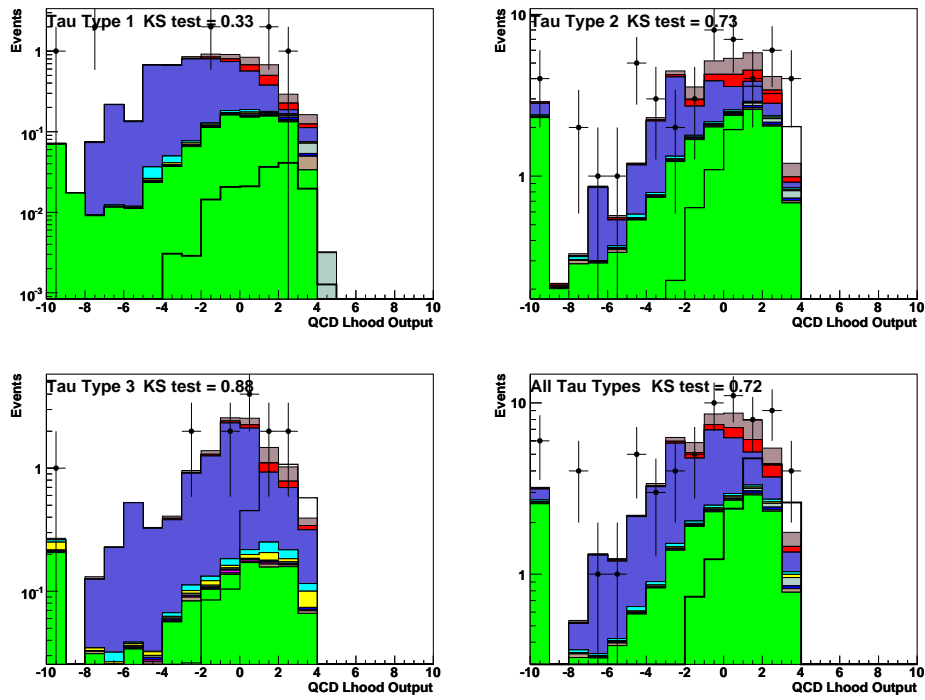 Tau Type 1 KS test = 0.33
Events
1
10⁻¹
10⁻²
10⁻³
-10 -8 -6 -4 -2 0 2 4 6 8 10
QCD Lhood Output
Tau Type 2 KS test = 0.73
Events
10
1
-10 -8 -6 -4 -2 0 2 4 6 8 10
QCD Lhood Output
Tau Type 3 KS test = 0.88
Events
1
10⁻¹
-10 -8 -6 -4 -2 0 2 4 6 8 10
QCD Lhood Output
All Tau Types KS test = 0.72
Events
10
1
-10 -8 -6 -4 -2 0 2 4 6 8 10
QCD Lhood Output